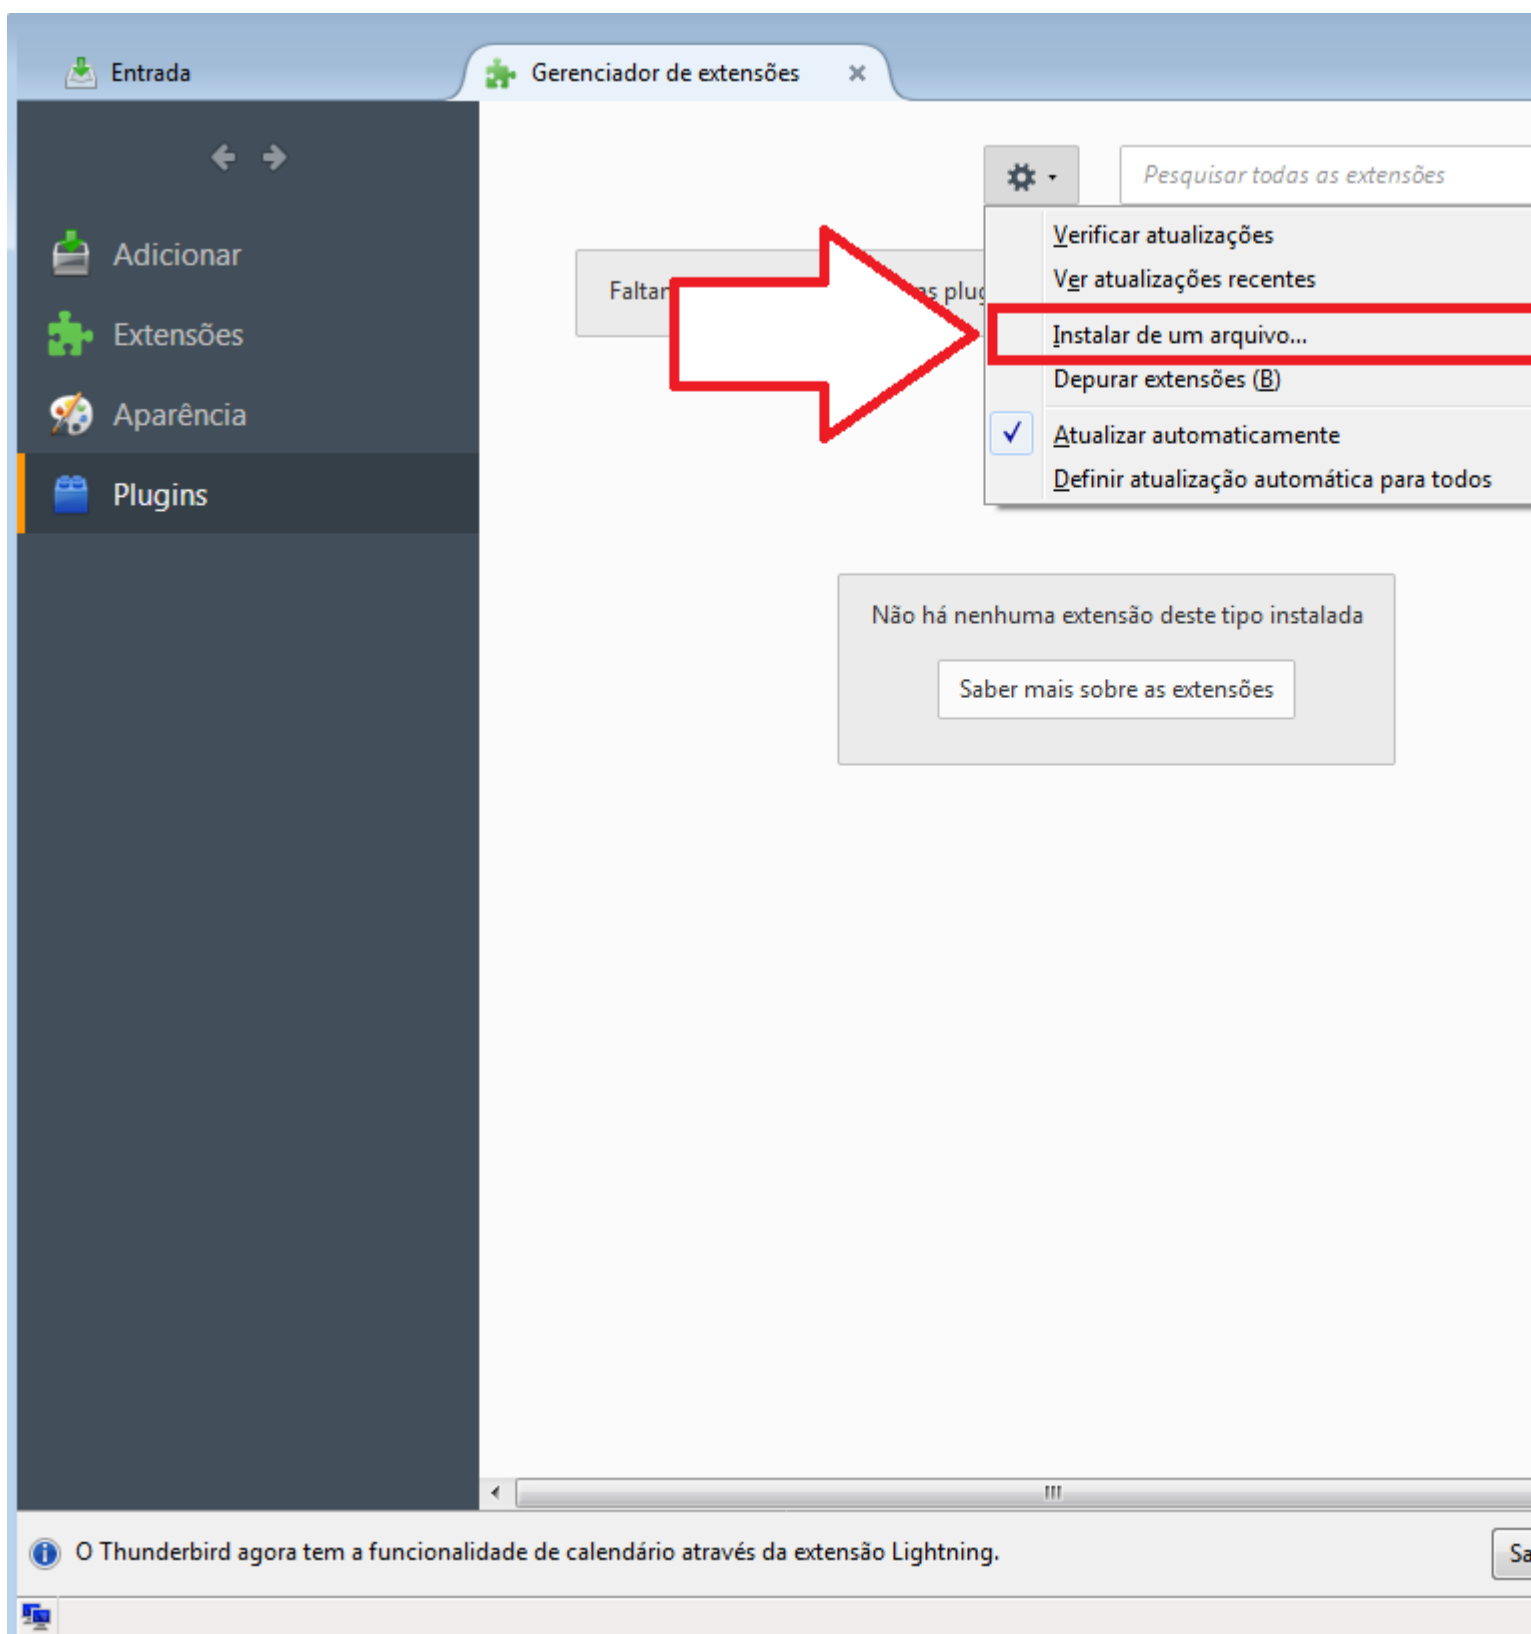 Entrada
Gerenciador de extensões
Pesquisar todas as extensões
Adicionar
Extensões
Aparência
Plugins
Verificar atualizações
Ver atualizações recentes
Instalar de um arquivo...
Depurar extensões (B)
Atualizar automaticamente
Definir atualização automática para todos
Não há nenhuma extensão deste tipo instalada
Saber mais sobre as extensões
O Thunderbird agora tem a funcionalidade de calendário através da extensão Lightning.